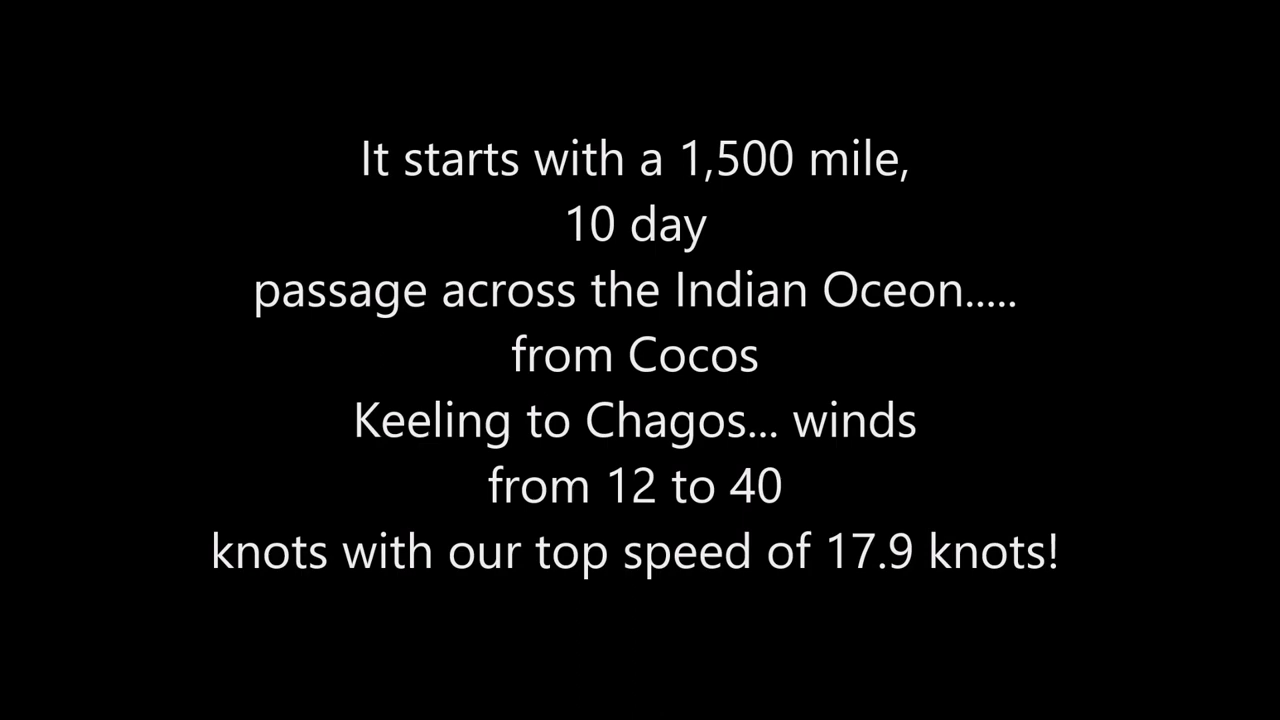 It starts with a 1,500 mile,
10 day
passage across the Indian Oceon.....
from Cocos
Keeling to Chagos... winds
from 12 to 40
knots with our top speed of 17.9 knots!